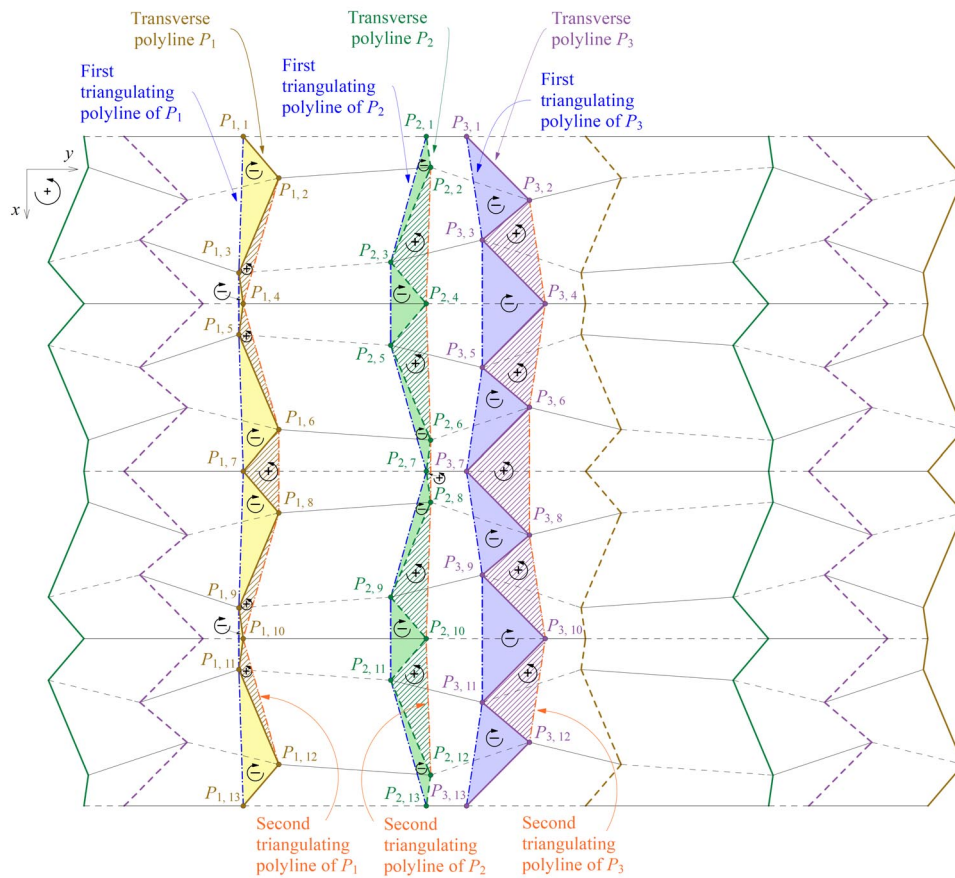 Transverse
polyline P1
Transverse
polyline P2
Transverse
polyline P3
First
triangulating
polyline of P1
First
triangulating
polyline of P2
First
triangulating
polyline of P3
y
x
+
P1, 1
P2, 1
P3, 1
P1, 2
P2, 2
P3, 2
P1, 3
P2, 3
P3, 3
P1, 4
P2, 4
P3, 4
P1, 5
P2, 5
P3, 5
P1, 6
P2, 6
P3, 6
P1, 7
P2, 7
P3, 7
P1, 8
P2, 8
P3, 8
P1, 9
P2, 9
P3, 9
P1, 10
P2, 10
P3, 10
P1, 11
P2, 11
P3, 11
P1, 12
P2, 12
P3, 12
P1, 13
P2, 13
P3, 13
Second
triangulating
polyline of P1
Second
triangulating
polyline of P2
Second
triangulating
polyline of P3